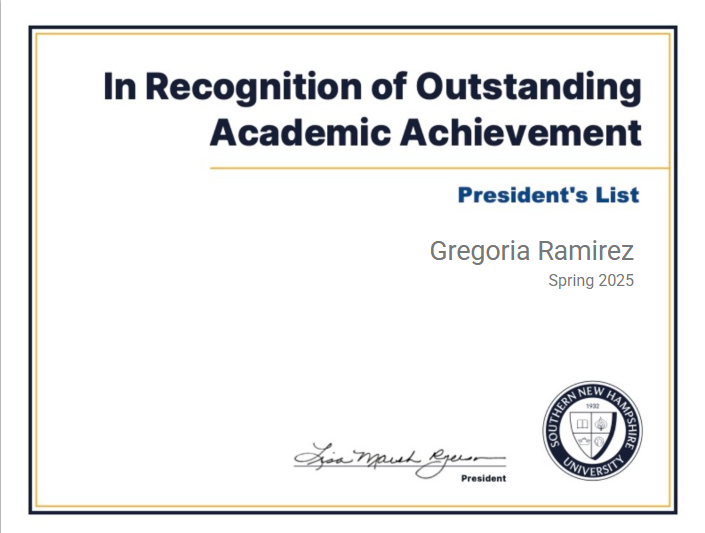 In Recognition of Outstanding
Academic Achievement
President's List
Gregoria Ramirez
Spring 2025
SOUTHERN NEW HAMPSHIRE
1932
UNIVERSITY
Lisa Marsh Ryerson
President